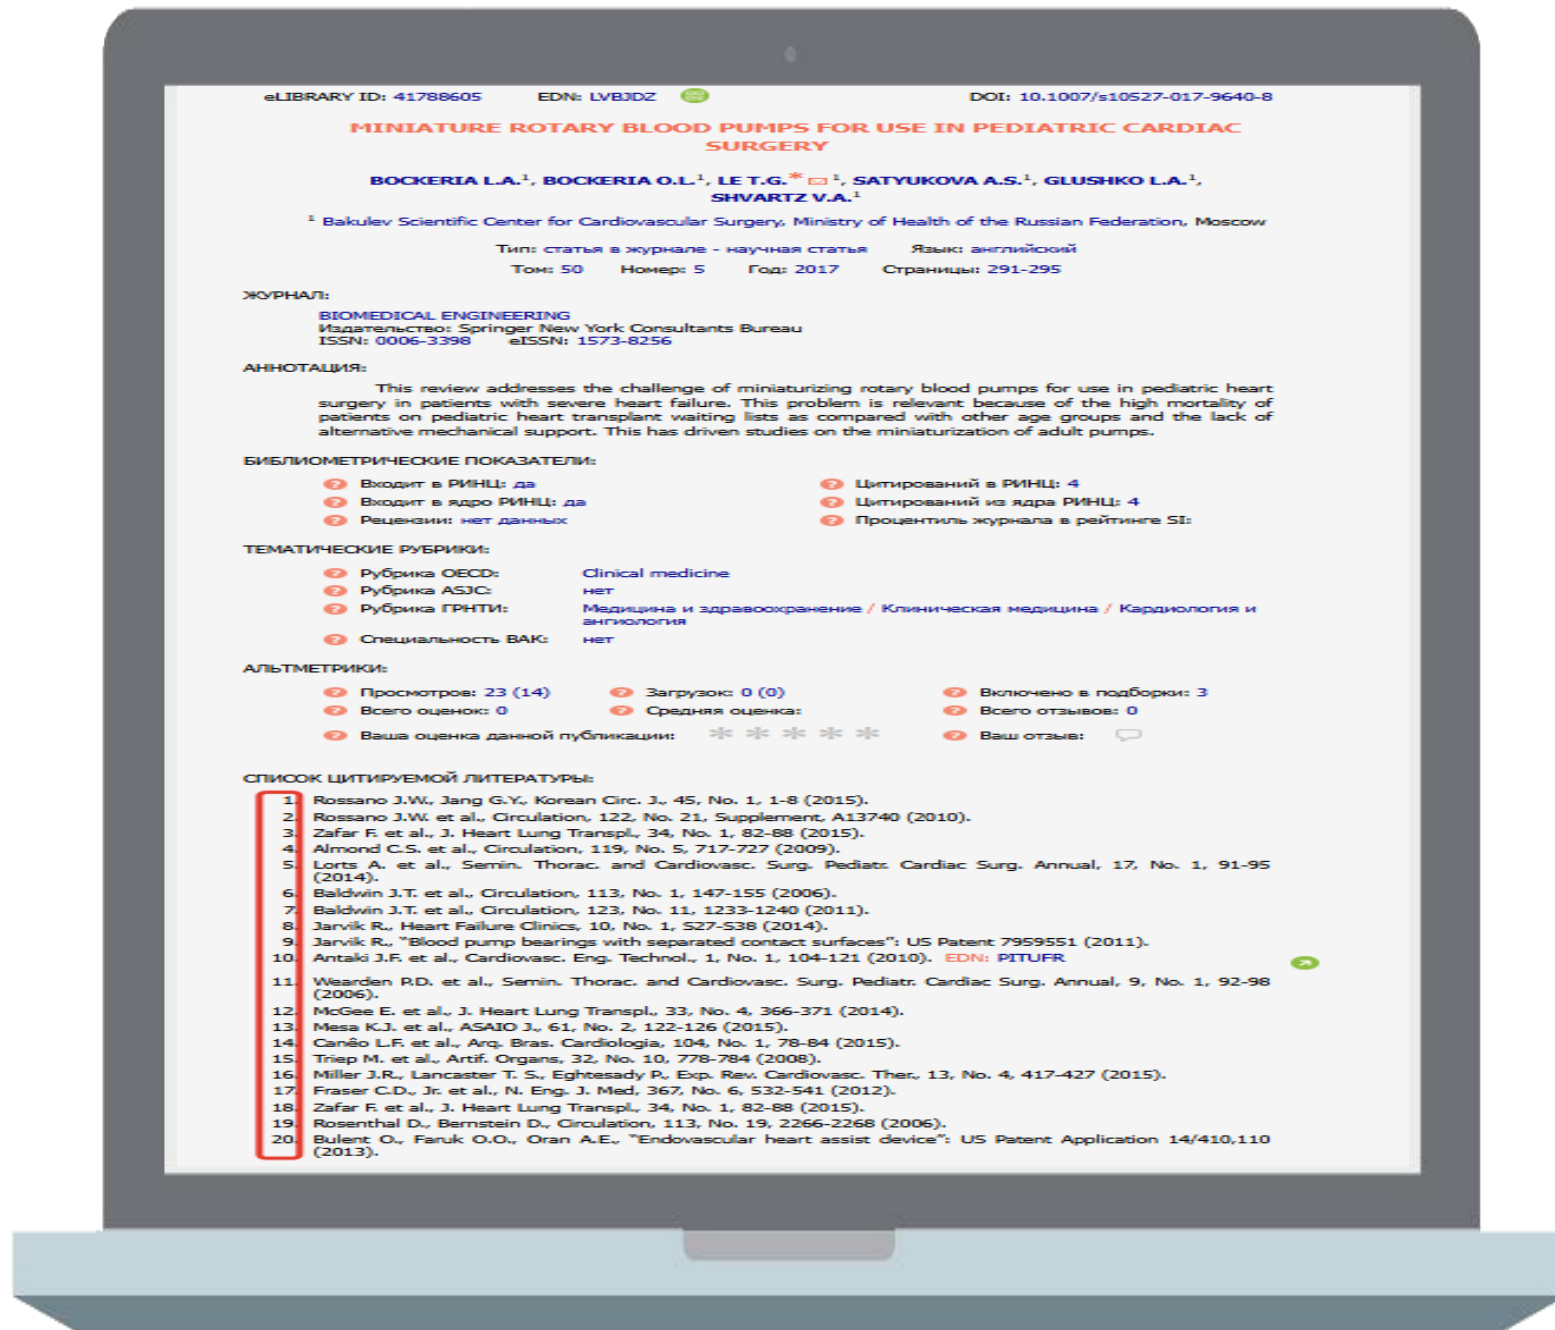 eLIBRARY ID: 41788605 EDN: LVBJDZ DOI: 10.1007/s10527-017-9640-8
MINIATURE ROTARY BLOOD PUMPS FOR USE IN PEDIATRIC CARDIAC
SURGERY
BOCKERIA L.A.¹, BOCKERIA O.L.¹, LE T.G.* ¹, SATYUKOVA A.S.¹, GLUSHKO L.A.¹,
SHVARTZ V.A.¹
¹ Bakulev Scientific Center for Cardiovascular Surgery, Ministry of Health of the Russian Federation, Moscow
Тип: статья в журнале - научная статья Язык: английский
Том: 50 Номер: 5 Год: 2017 Страницы: 291-295
ЖУРНАЛ:
BIOMEDICAL ENGINEERING
Издательство: Springer New York Consultants Bureau
ISSN: 0006-3398 eISSN: 1573-8256
АННОТАЦИЯ:
This review addresses the challenge of miniaturizing rotary blood pumps for use in pediatric heart
surgery in patients with severe heart failure. This problem is relevant because of the high mortality of
patients on pediatric heart transplant waiting lists as compared with other age groups and the lack of
alternative mechanical support. This has driven studies on the miniaturization of adult pumps.
БИБЛИОМЕТРИЧЕСКИЕ ПОКАЗАТЕЛИ:
? Входит в РИНЦ: да ? Цитирований в РИНЦ: 4
? Входит в ядро РИНЦ: да ? Цитирований из ядра РИНЦ: 4
? Рецензии: нет данных ? Процентиль журнала в рейтинге SI:
ТЕМАТИЧЕСКИЕ РУБРИКИ:
? Рубрика OECD: Clinical medicine
? Рубрика ASJC: нет
? Рубрика ГРНТИ: Медицина и здравоохранение / Клиническая медицина / Кардиология и
ангиология
? Специальность ВАК: нет
АЛЬТМЕТРИКИ:
? Просмотров: 23 (14) ? Загрузок: 0 (0) ? Включено в подборки: 3
? Всего оценок: 0 ? Средняя оценка: ? Всего отзывов: 0
? Ваша оценка данной публикации: ? Ваш отзыв:
СПИСОК ЦИТИРУЕМОЙ ЛИТЕРАТУРЫ:
1. Rossano J.W., Jang G.Y., Korean Circ. J., 45, No. 1, 1-8 (2015).
2. Rossano J.W. et al., Circulation, 122, No. 21, Supplement, A13740 (2010).
3. Zafar F. et al., J. Heart Lung Transpl., 34, No. 1, 82-88 (2015).
4. Almond C.S. et al., Circulation, 119, No. 5, 717-727 (2009).
5. Lorts A. et al., Semin. Thorac. and Cardiovasc. Surg. Pediatr. Cardiac Surg. Annual, 17, No. 1, 91-95
(2014).
6. Baldwin J.T. et al., Circulation, 113, No. 1, 147-155 (2006).
7. Baldwin J.T. et al., Circulation, 123, No. 11, 1233-1240 (2011).
8. Jarvik R., Heart Failure Clinics, 10, No. 1, S27-S38 (2014).
9. Jarvik R., "Blood pump bearings with separated contact surfaces": US Patent 7959551 (2011).
10. Antaki J.F. et al., Cardiovasc. Eng. Technol., 1, No. 1, 104-121 (2010). EDN: PITUFR
11. Wearden P.D. et al., Semin. Thorac. and Cardiovasc. Surg. Pediatr. Cardiac Surg. Annual, 9, No. 1, 92-98
(2006).
12. McGee E. et al., J. Heart Lung Transpl., 33, No. 4, 366-371 (2014).
13. Mesa K.J. et al., ASAIO J., 61, No. 2, 122-126 (2015).
14. Canêo L.F. et al., Arq. Bras. Cardiologia, 104, No. 1, 78-84 (2015).
15. Triep M. et al., Artif. Organs, 32, No. 10, 778-784 (2008).
16. Miller J.R., Lancaster T. S., Eghtesady P., Exp. Rev. Cardiovasc. Ther., 13, No. 4, 417-427 (2015).
17. Fraser C.D., Jr. et al., N. Eng. J. Med, 367, No. 6, 532-541 (2012).
18. Zafar F. et al., J. Heart Lung Transpl., 34, No. 1, 82-88 (2015).
19. Rosenthal D., Bernstein D., Circulation, 113, No. 19, 2266-2268 (2006).
20. Bulent O., Faruk O.O., Oran A.E., "Endovascular heart assist device": US Patent Application 14/410,110
(2013).